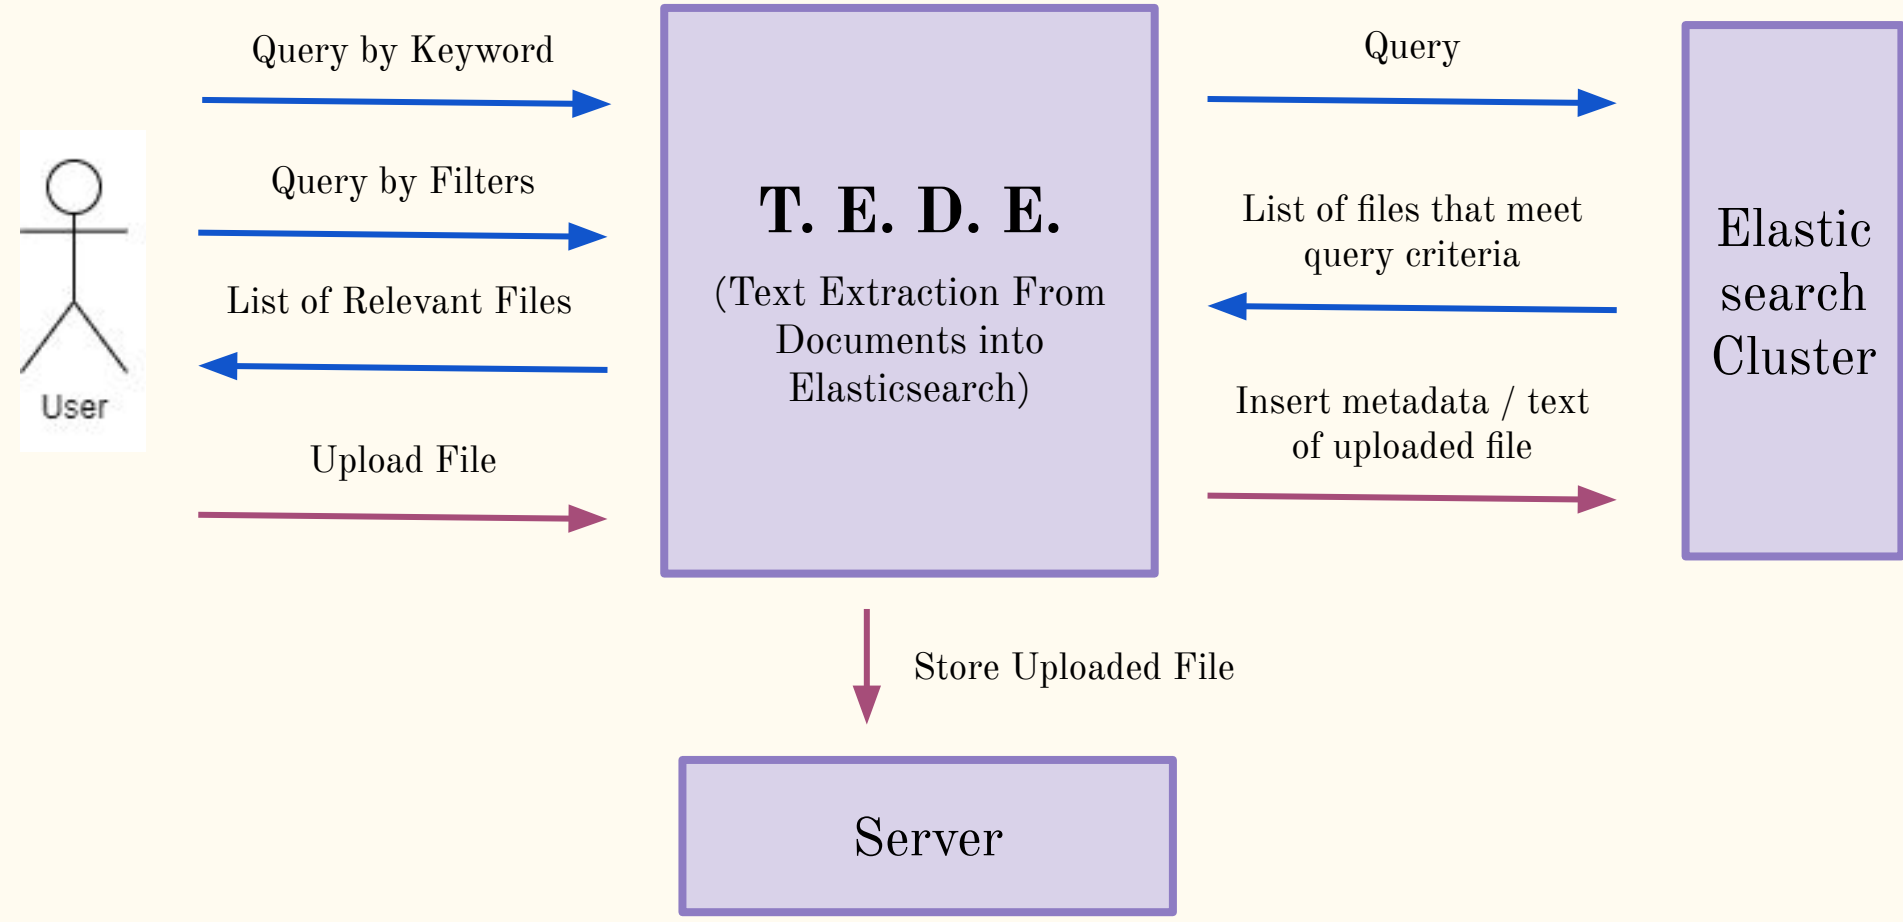 Query by Keyword
Query by Filters
List of Relevant Files
User
Upload File
T. E. D. E.
(Text Extraction From
Documents into
Elasticsearch)
Query
List of files that meet
query criteria
Insert metadata / text
of uploaded file
Elastic
search
Cluster
Store Uploaded File
Server